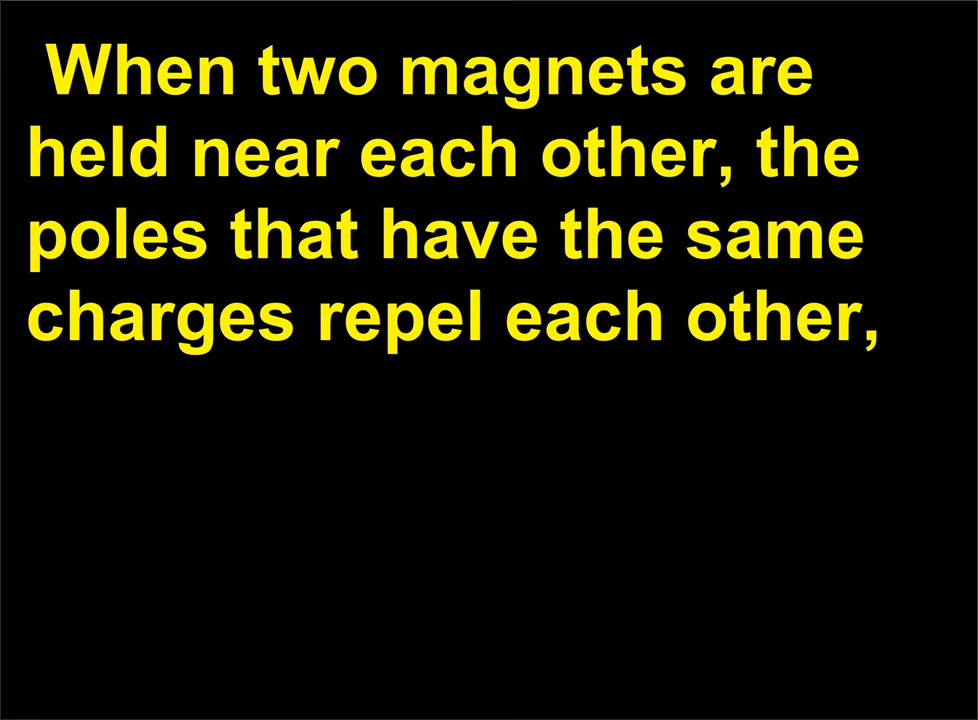 When two magnets are
held near each other, the
poles that have the same
charges repel each other,